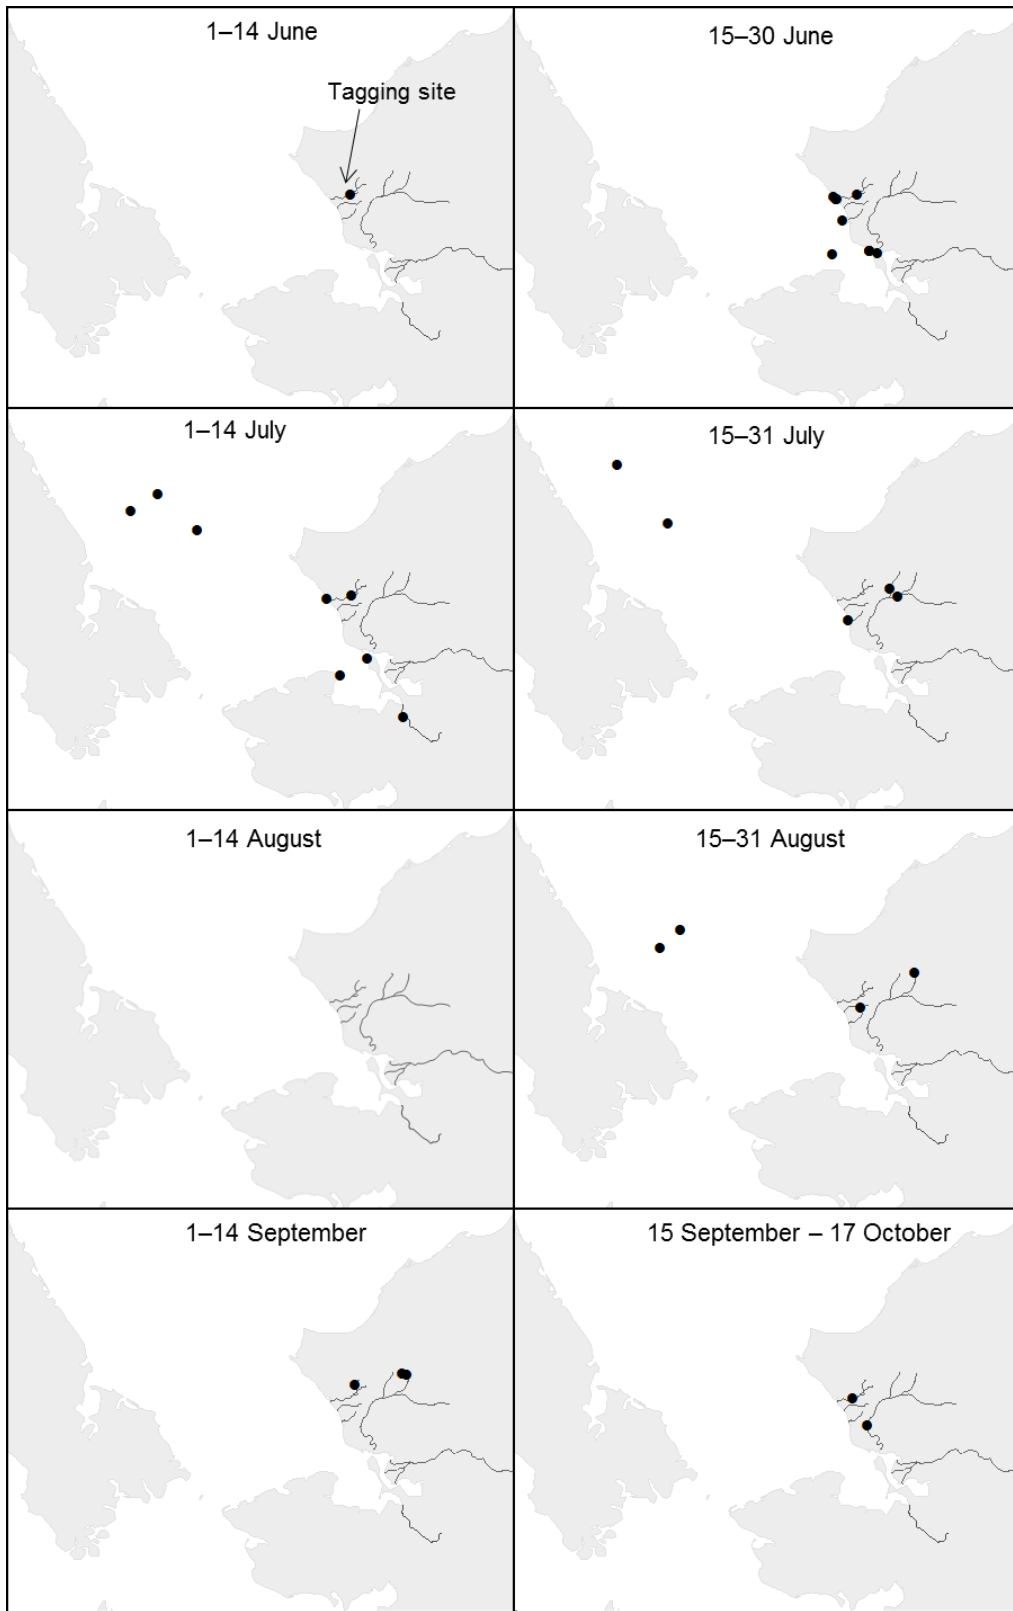 1–14 June
15–30 June
Tagging site
1–14 July
15–31 July
1–14 August
15–31 August
1–14 September
15 September – 17 October